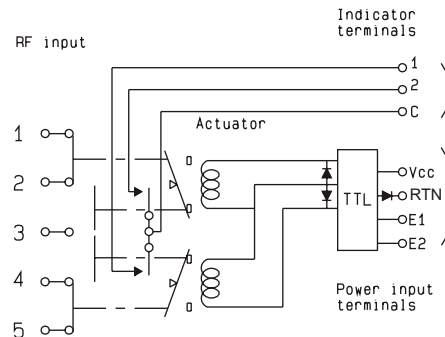 Indicator
terminals
RF input
1
2
C
Actuator
1
2
3
4
5
TTL
Vcc
RTN
E1
E2
Power input
terminals